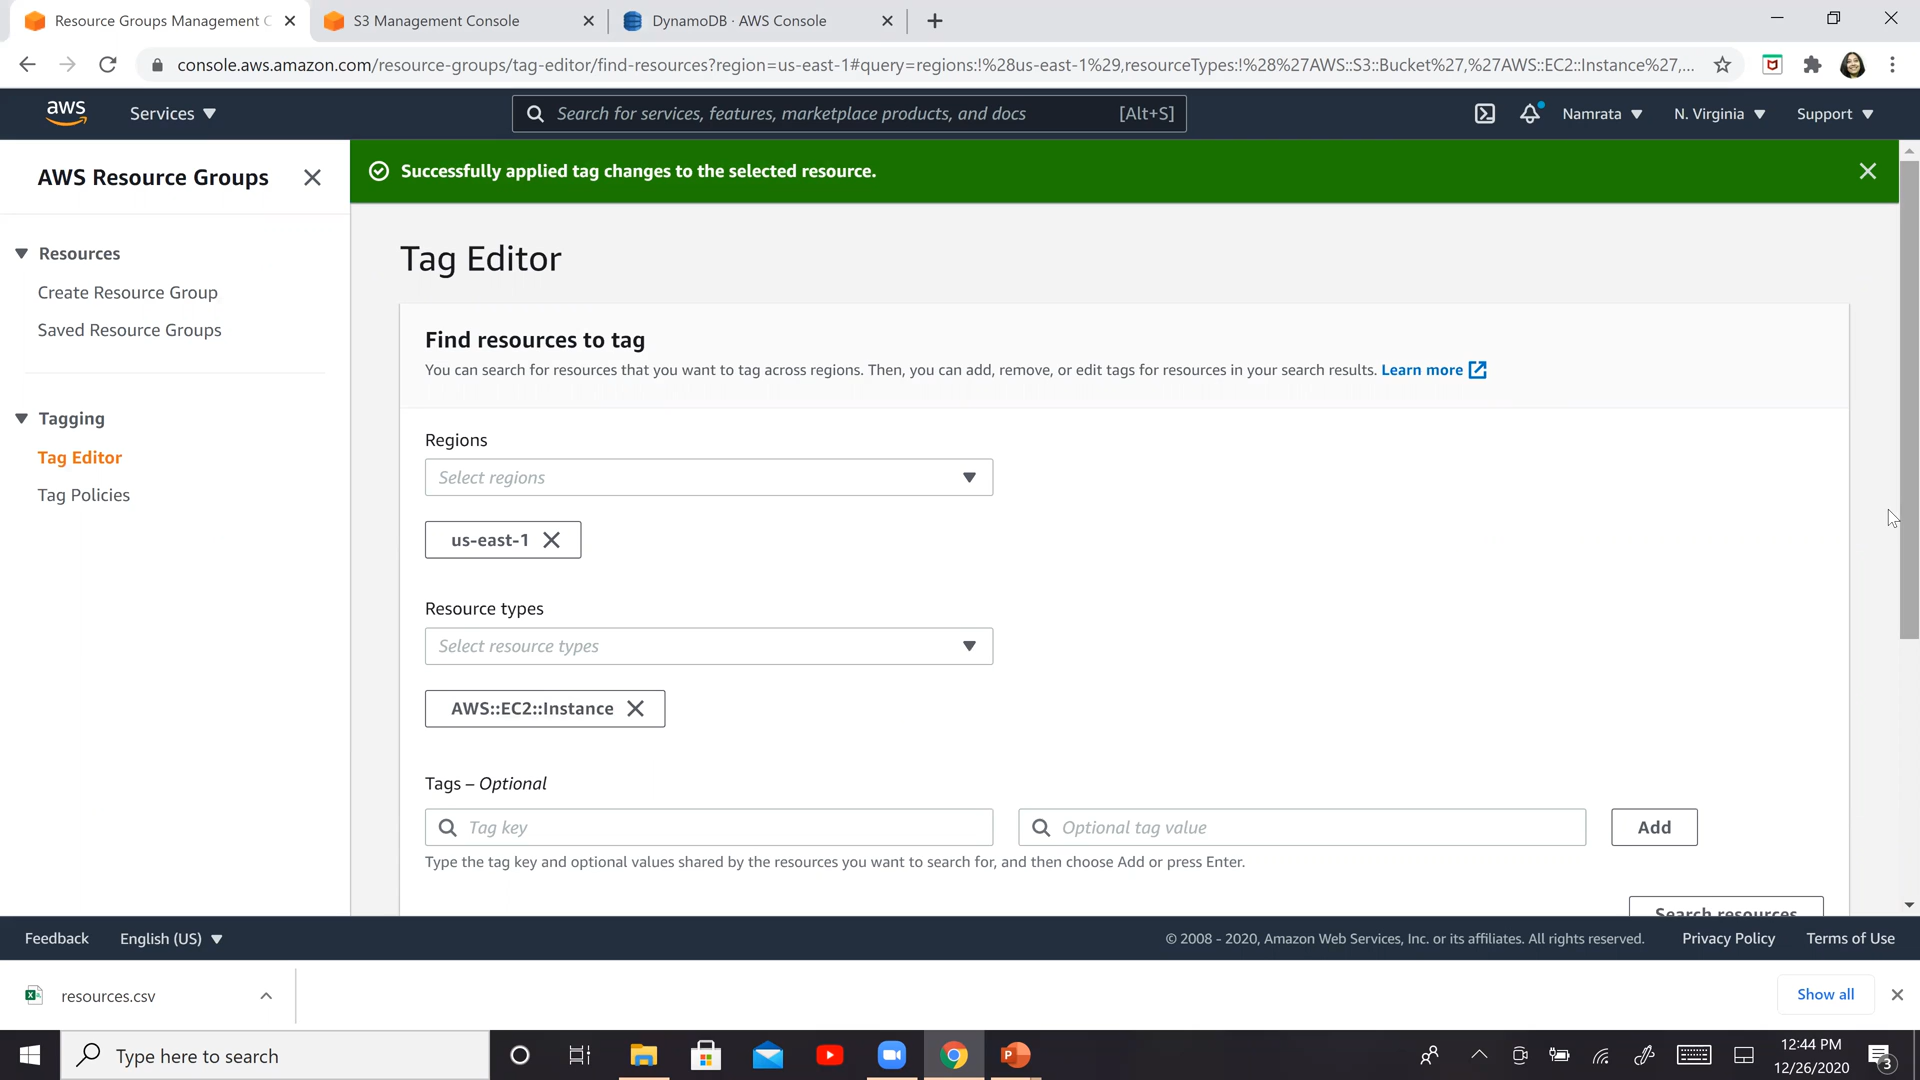 Resource Groups Management C
S3 Management Console
DynamoDB · AWS Console
console.aws.amazon.com/resource-groups/tag-editor/find-resources?region=us-east-1#query=regions:!%28us-east-1%29,resourceTypes:!%28%27AWS::S3::Bucket%27,%27AWS::EC2::Instance%27,...
aws
Services
Search for services, features, marketplace products, and docs
[Alt+S]
Namrata
N. Virginia
Support
AWS Resource Groups
Successfully applied tag changes to the selected resource.
Resources
Create Resource Group
Saved Resource Groups
Tagging
Tag Editor
Tag Policies
Tag Editor
Find resources to tag
You can search for resources that you want to tag across regions. Then, you can add, remove, or edit tags for resources in your search results. Learn more
Regions
Select regions
us-east-1
Resource types
Select resource types
AWS::EC2::Instance
Tags – Optional
Tag key
Optional tag value
Add
Type the tag key and optional values shared by the resources you want to search for, and then choose Add or press Enter.
Search resources
Feedback
English (US)
© 2008 - 2020, Amazon Web Services, Inc. or its affiliates. All rights reserved.
Privacy Policy
Terms of Use
resources.csv
Show all
Type here to search
12:44 PM
12/26/2020
3